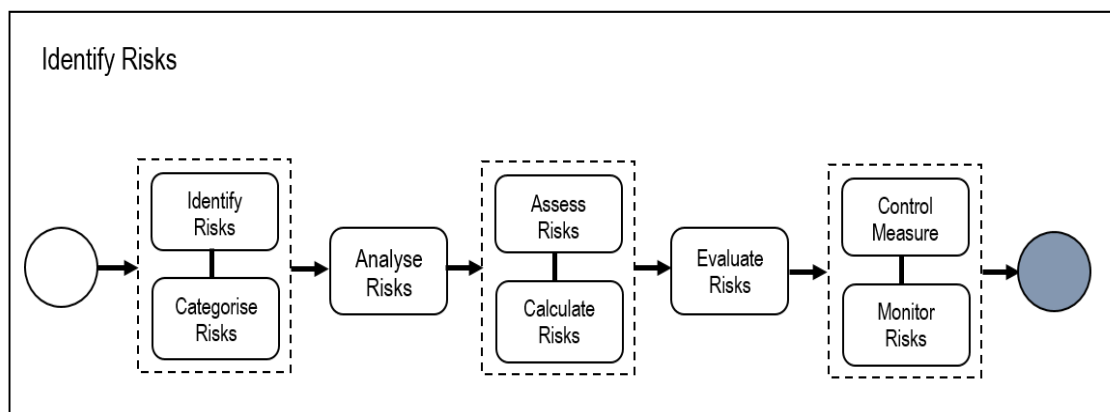 Identify Risks
Identify
Risks
Categorise
Risks
Analyse
Risks
Assess
Risks
Calculate
Risks
Evaluate
Risks
Control
Measure
Monitor
Risks